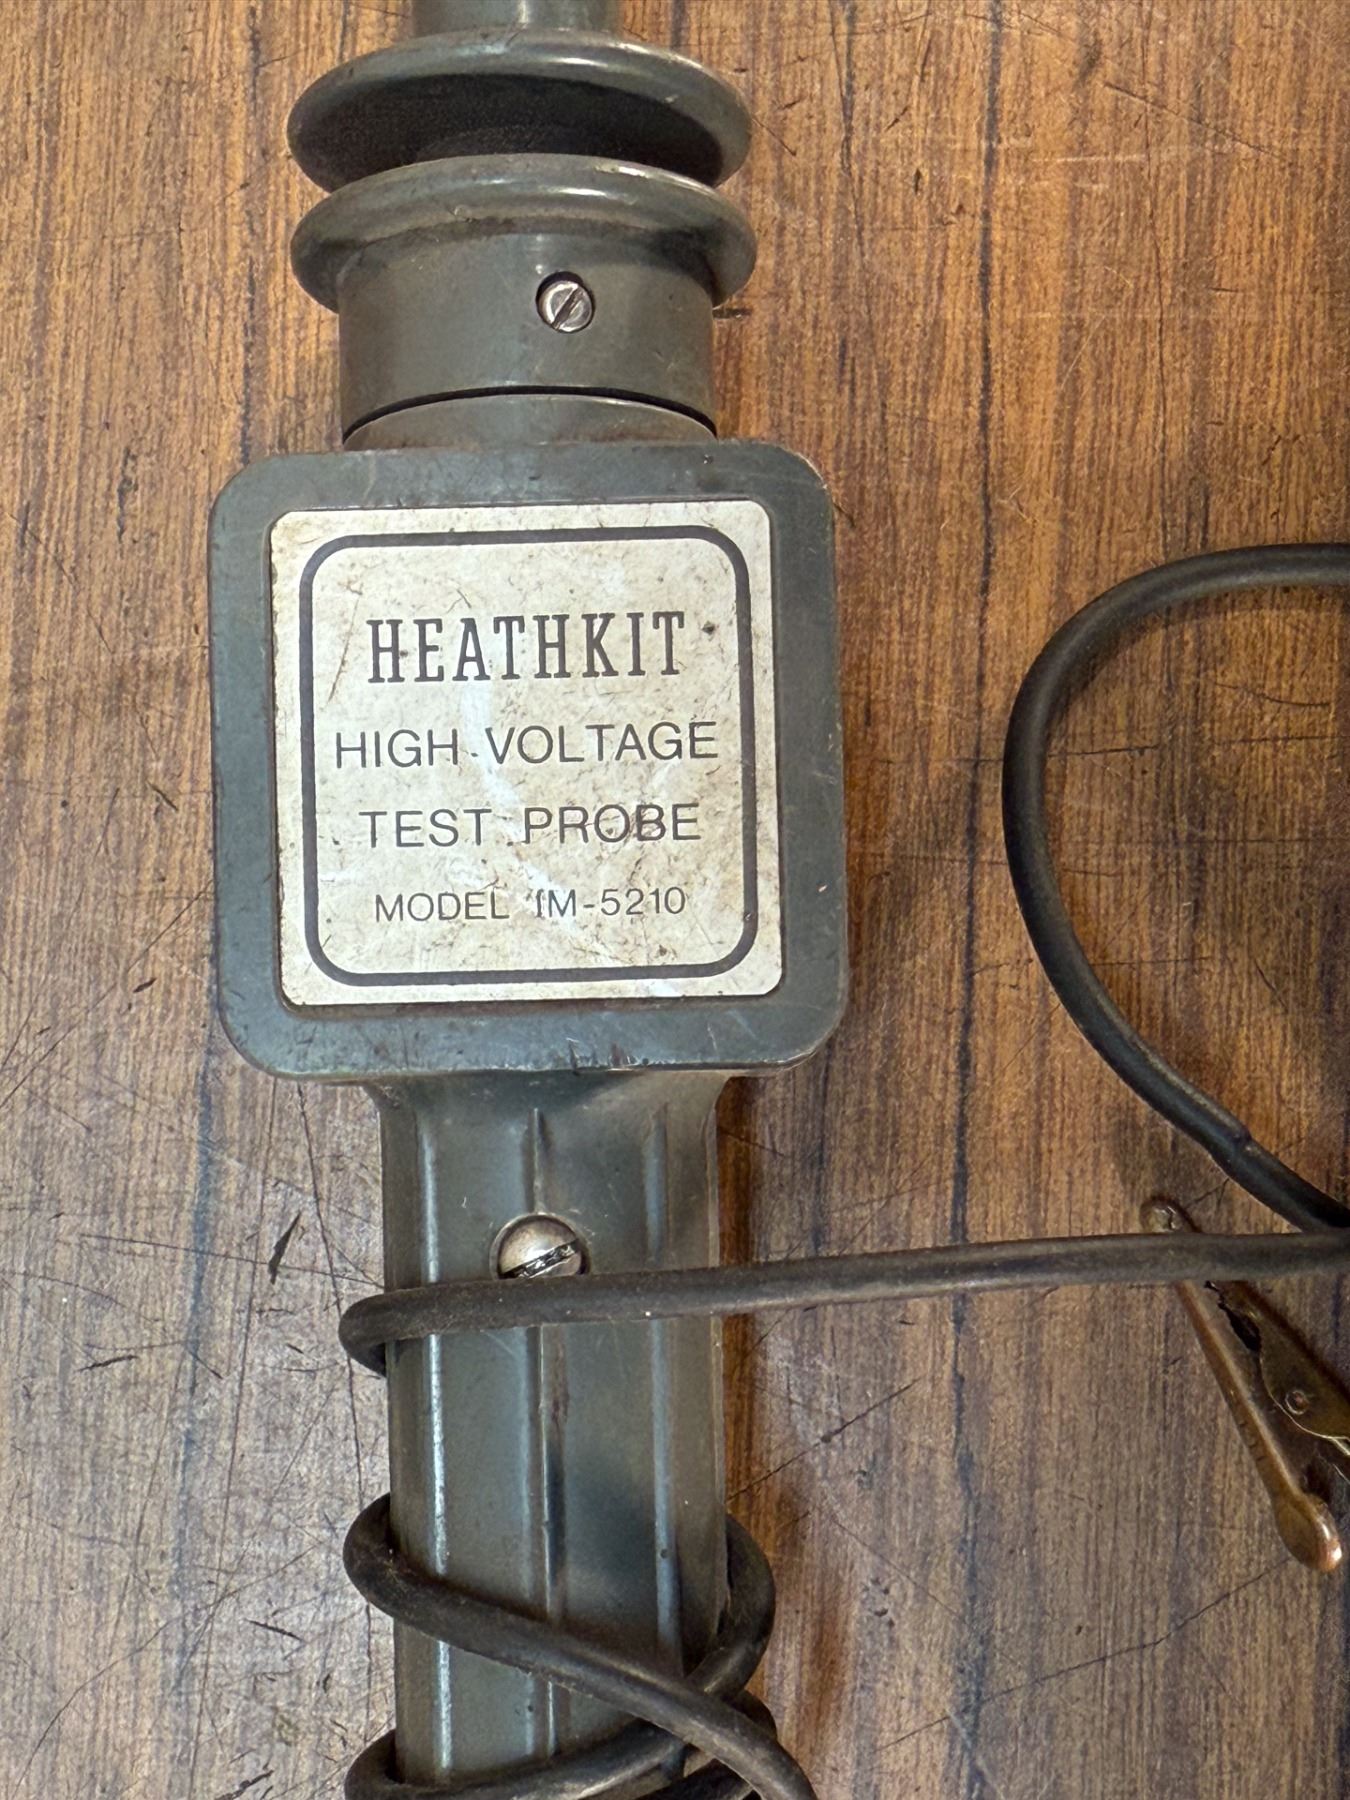 HEATHKIT
HIGH VOLTAGE
TEST PROBE
MODEL IM-5210